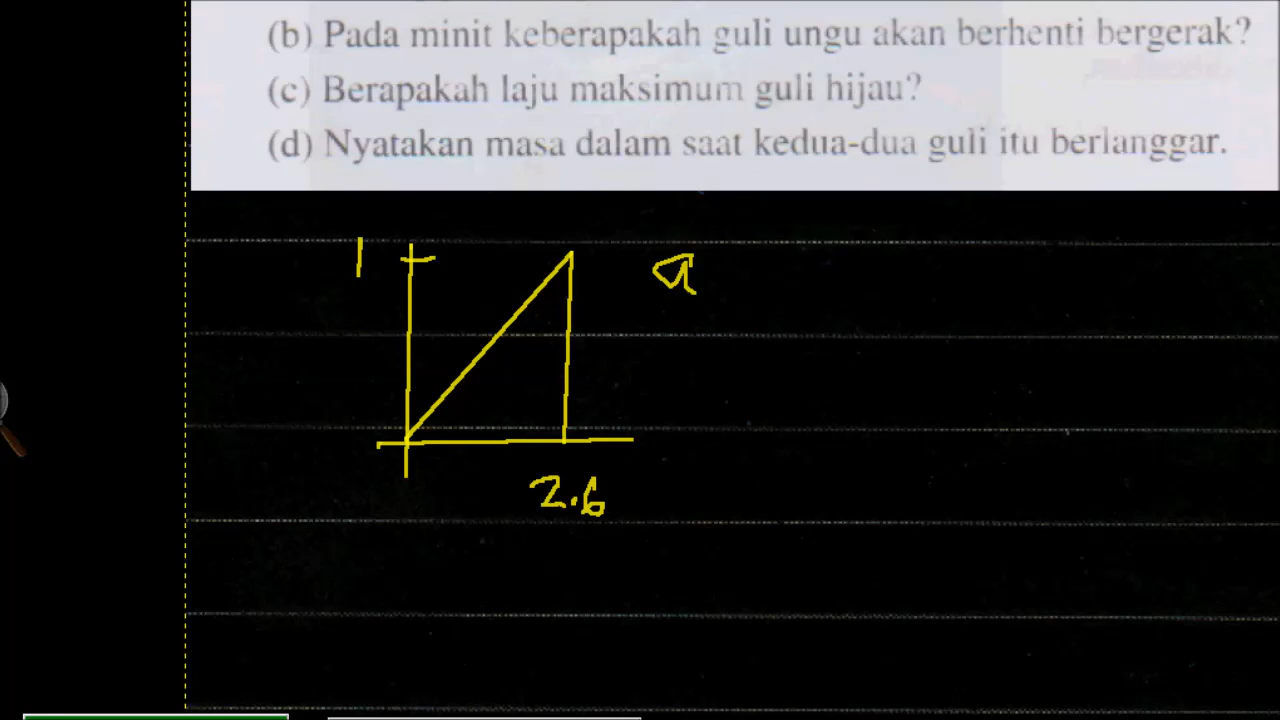 (b) Pada minit keberapakah guli ungu akan berhenti bergerak?
(c) Berapakah laju maksimum guli hijau?
(d) Nyatakan masa dalam saat kedua-dua guli itu berlanggar.
1
a
2.6